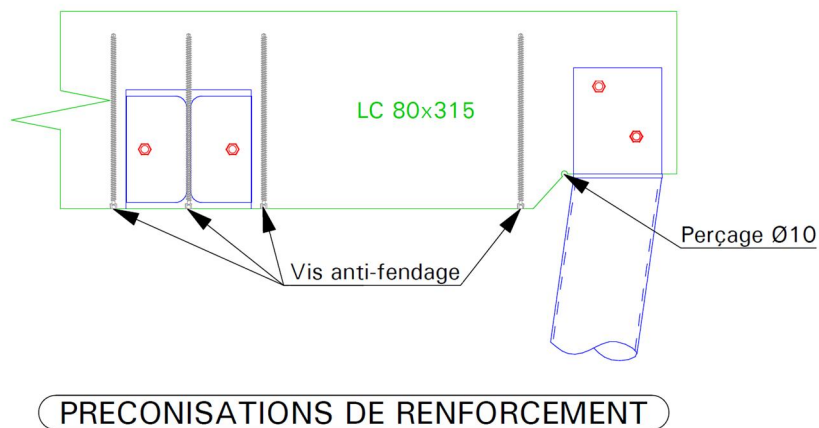 LC 80x315
Perçage Ø10
Vis anti-fendage
PRECONISATIONS DE RENFORCEMENT